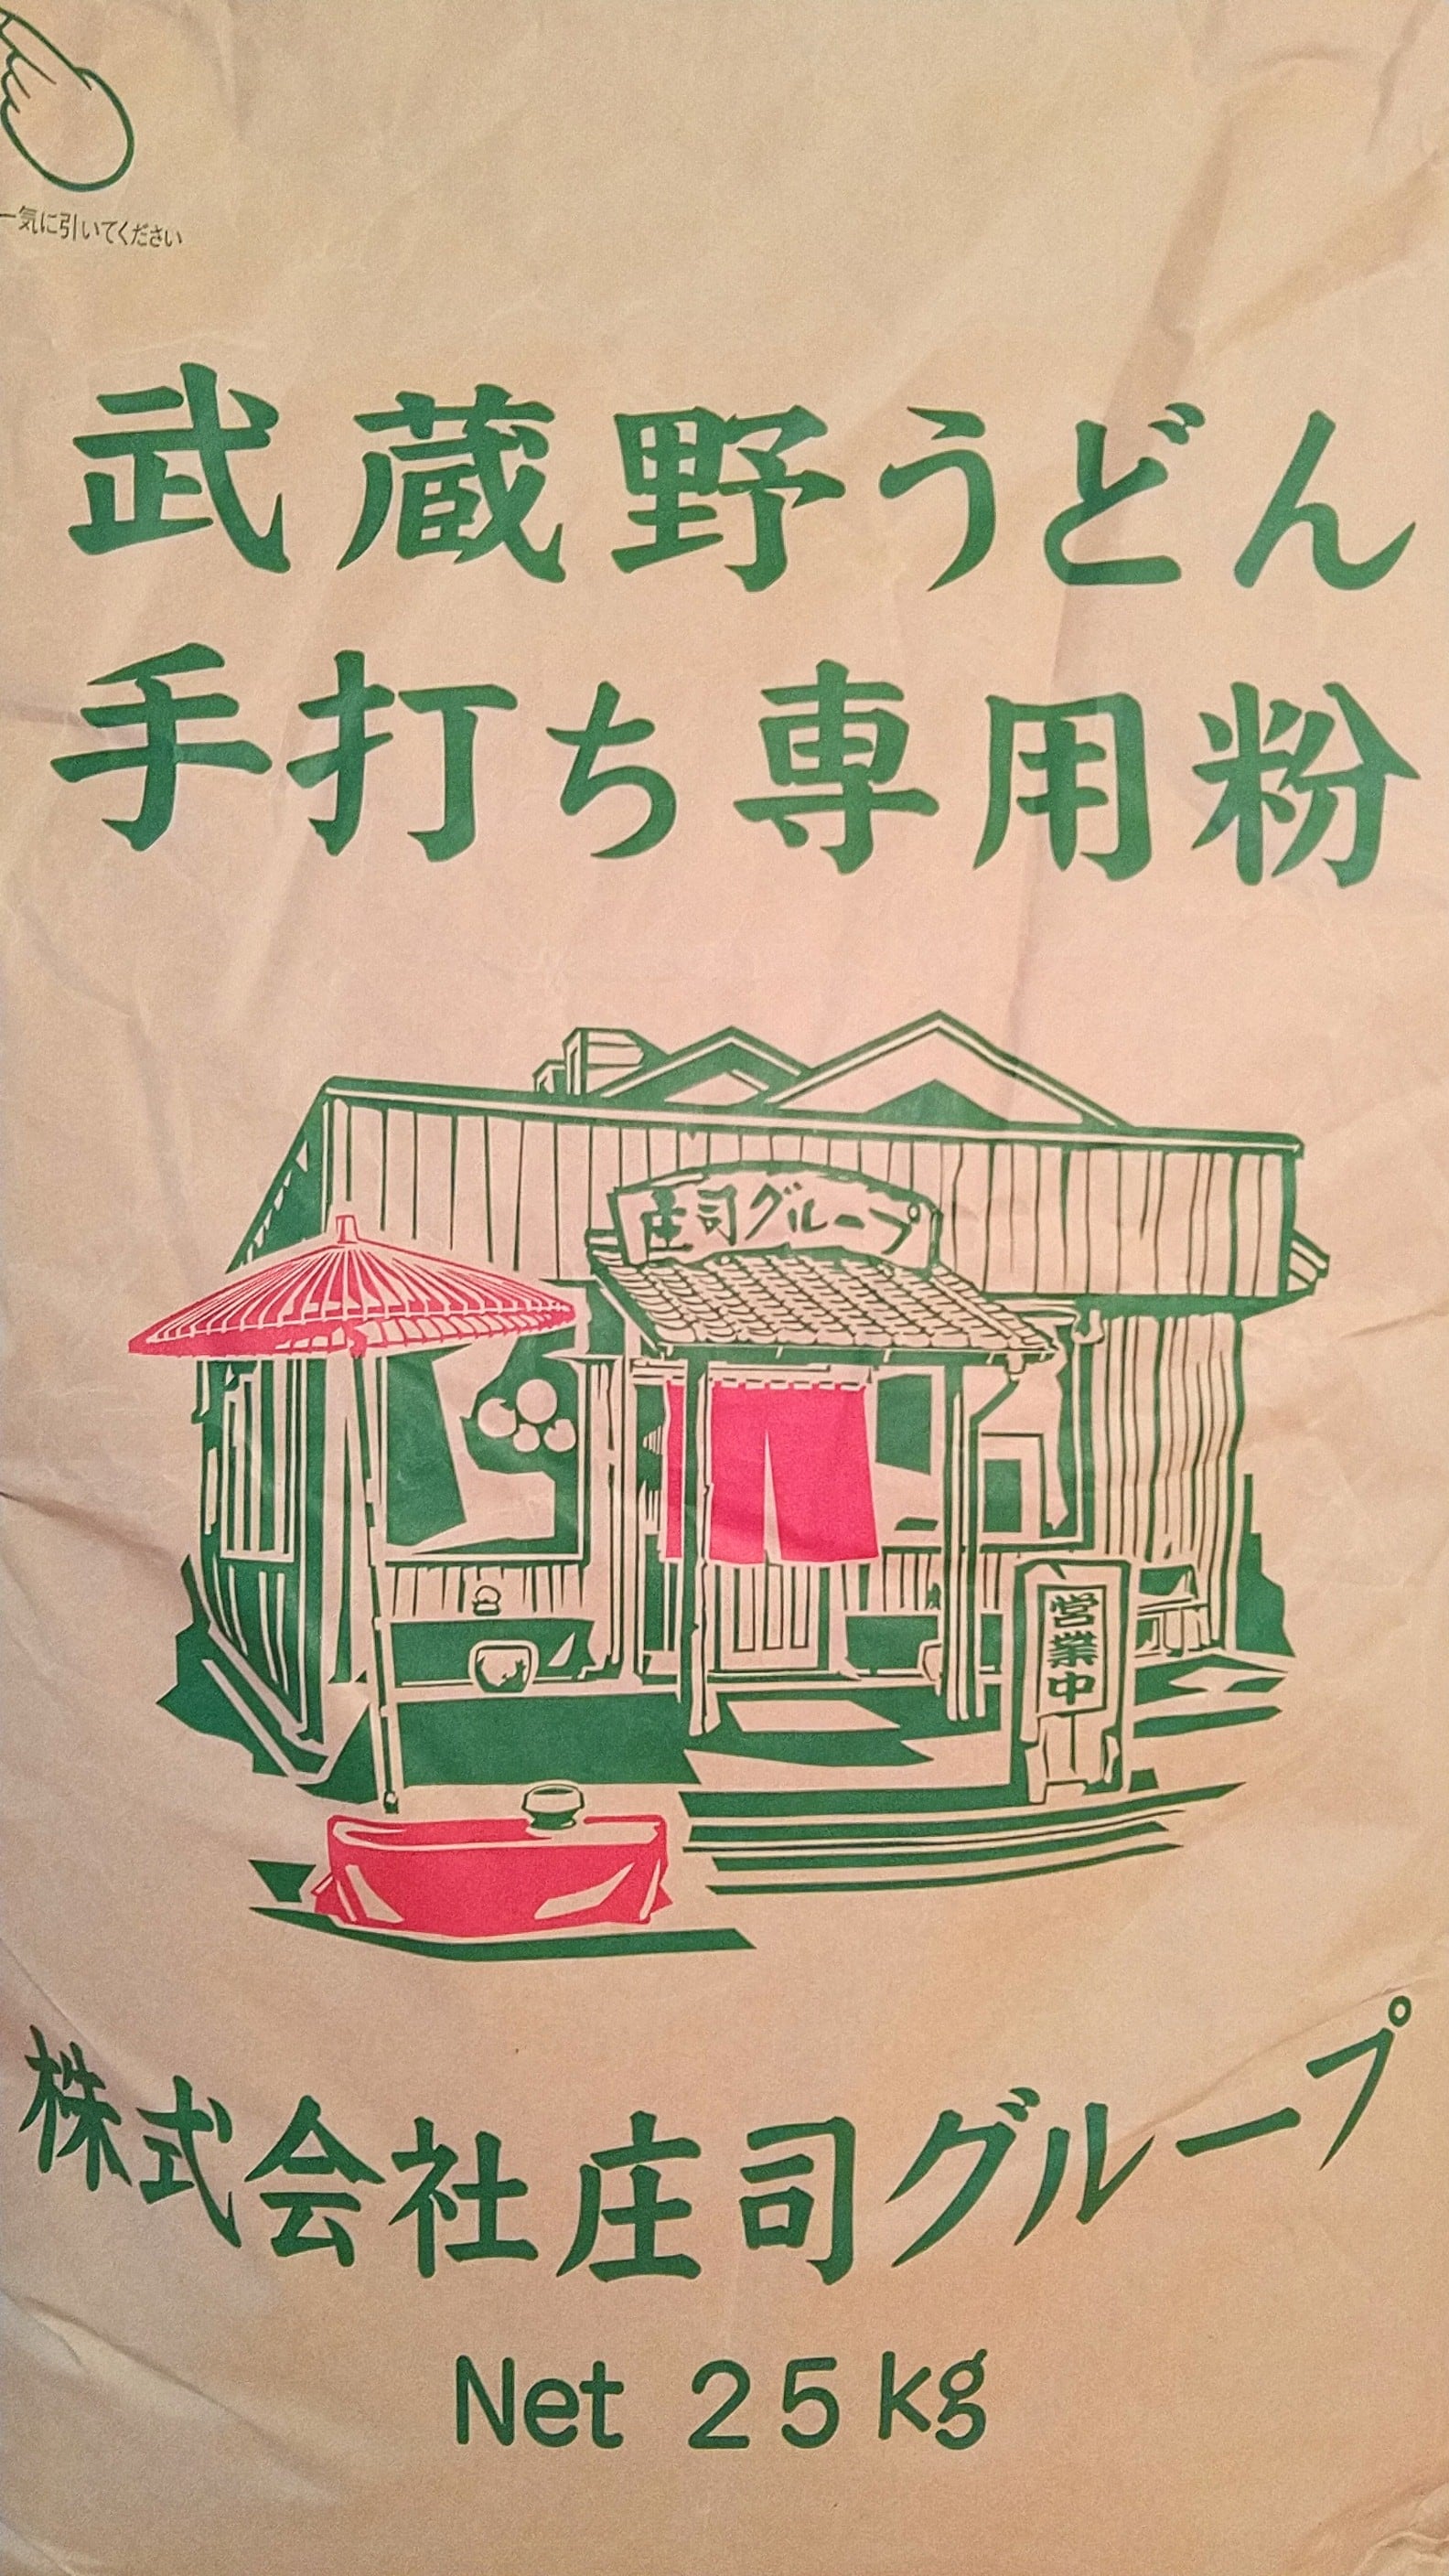 一気に引いてください
武蔵野うどん
手打ち専用粉
庄司グループ
営業中
株式会社庄司グループ
Net 25kg